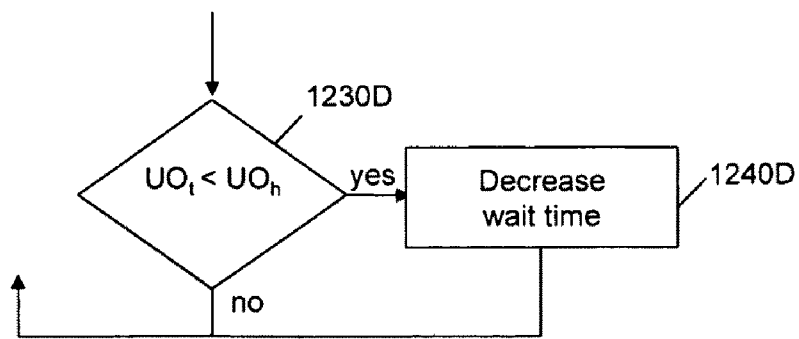 1230D
UOₜ < UOₕ
yes
Decrease
wait time
1240D
no